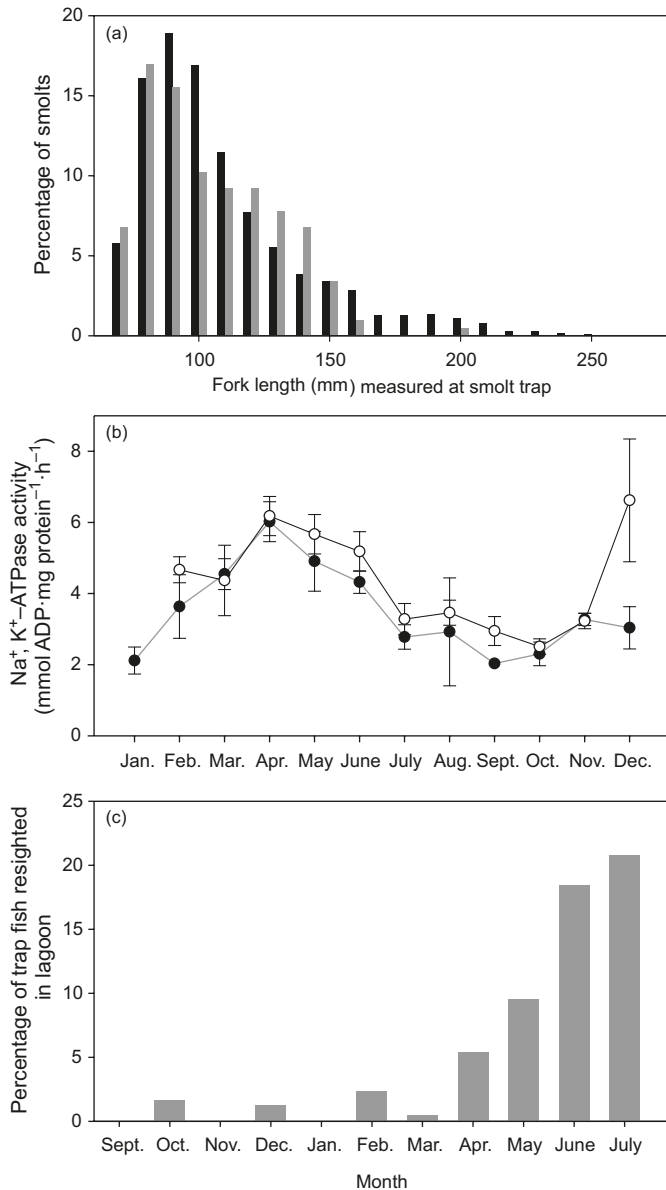 (a)
20
15
10
5
0
Percentage of smolts
100 150 200 250
Fork length (mm) measured at smolt trap
(b)
8
6
4
2
0
Na⁺, K⁺–ATPase activity
(mmol ADP·mg protein⁻¹·h⁻¹)
Jan. Feb. Mar. Apr. May June July Aug. Sept. Oct. Nov. Dec.
(c)
25
20
15
10
5
0
Percentage of trap fish resighted
in lagoon
Sept. Oct. Nov. Dec. Jan. Feb. Mar. Apr. May June July
Month